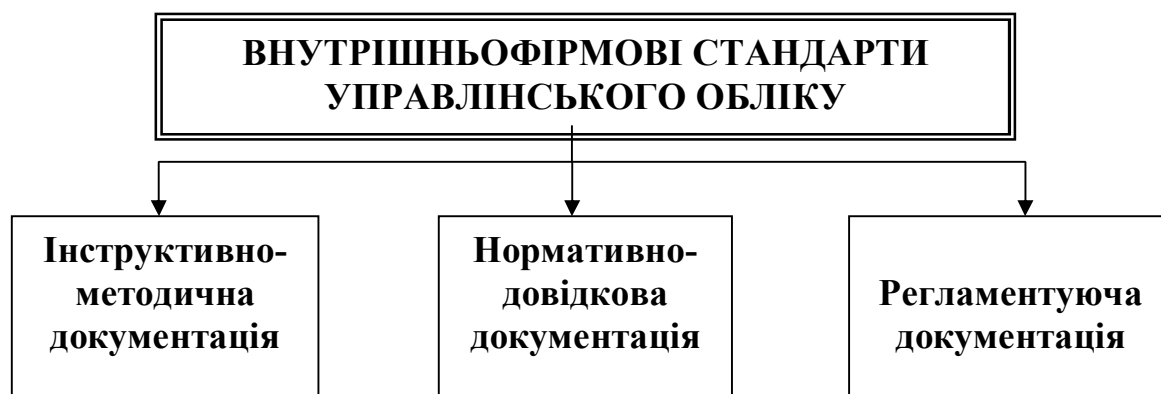 ВНУТРІШНЬОФІРМОВІ СТАНДАРТИ
УПРАВЛІНСЬКОГО ОБЛІКУ
Інструктивно-
методична
документація
Нормативно-
довідкова
документація
Регламентуюча
документація